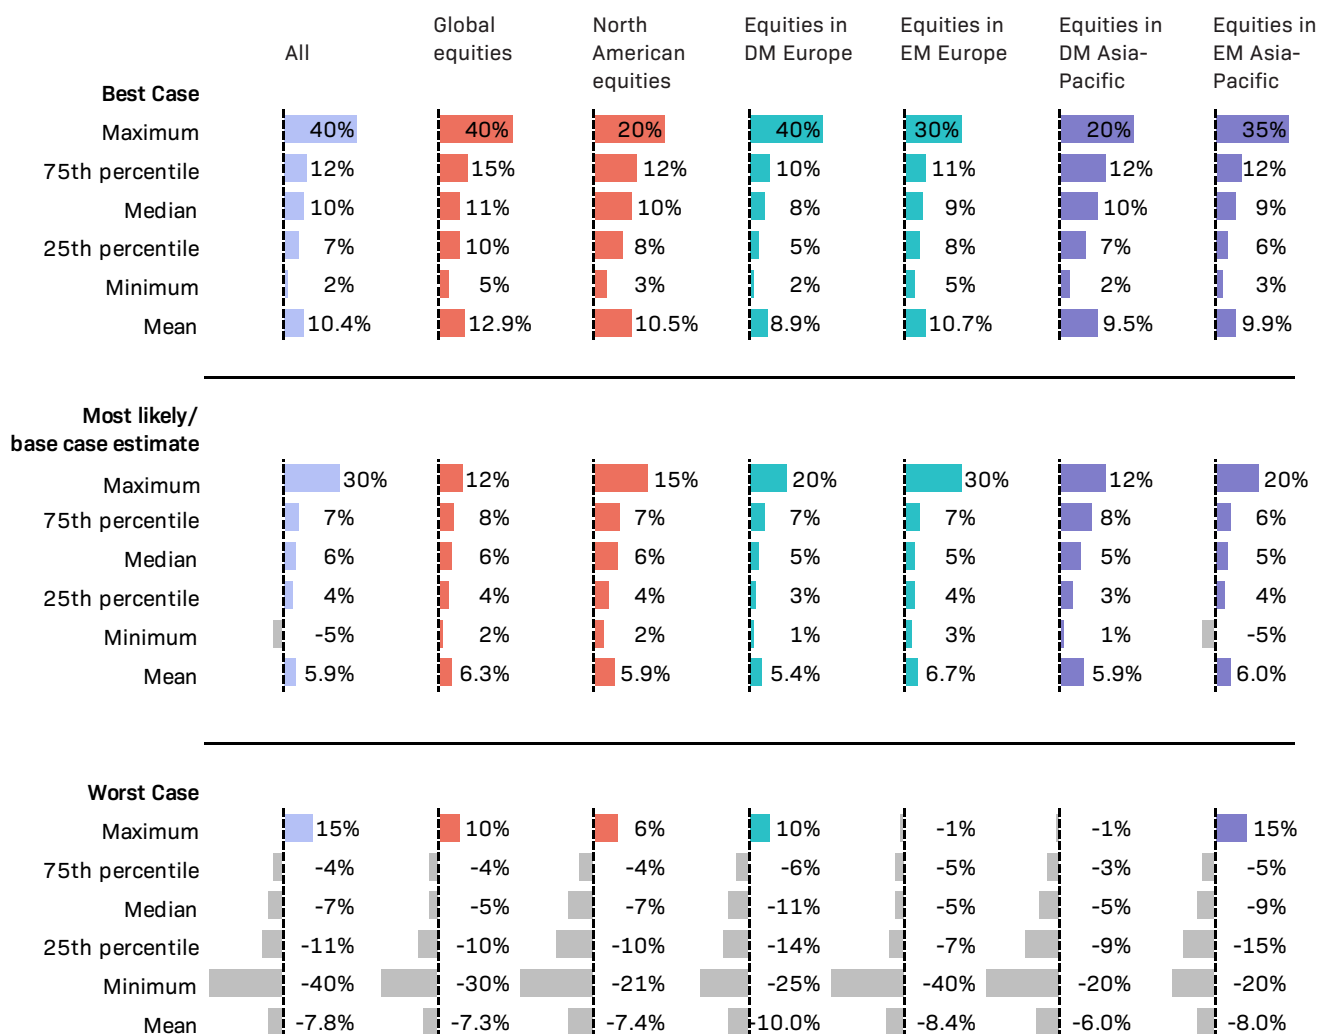 All
Global
equities
North
American
equities
Equities in
DM Europe
Equities in
EM Europe
Equities in
DM Asia-
Pacific
Equities in
EM Asia-
Pacific
Best Case
Maximum 40% 40% 20% 40% 30% 20% 35%
75th percentile 12% 15% 12% 10% 11% 12% 12%
Median 10% 11% 10% 8% 9% 10% 9%
25th percentile 7% 10% 8% 5% 8% 7% 6%
Minimum 2% 5% 3% 2% 5% 2% 3%
Mean 10.4% 12.9% 10.5% 8.9% 10.7% 9.5% 9.9%
Most likely/
base case estimate
Maximum 30% 12% 15% 20% 30% 12% 20%
75th percentile 7% 8% 7% 7% 7% 8% 6%
Median 6% 6% 6% 5% 5% 5% 5%
25th percentile 4% 4% 4% 3% 4% 3% 4%
Minimum -5% 2% 2% 1% 3% 1% -5%
Mean 5.9% 6.3% 5.9% 5.4% 6.7% 5.9% 6.0%
Worst Case
Maximum 15% 10% 6% 10% -1% -1% 15%
75th percentile -4% -4% -4% -6% -5% -3% -5%
Median -7% -5% -7% -11% -5% -5% -9%
25th percentile -11% -10% -10% -14% -7% -9% -15%
Minimum -40% -30% -21% -25% -40% -20% -20%
Mean -7.8% -7.3% -7.4% -10.0% -8.4% -6.0% -8.0%